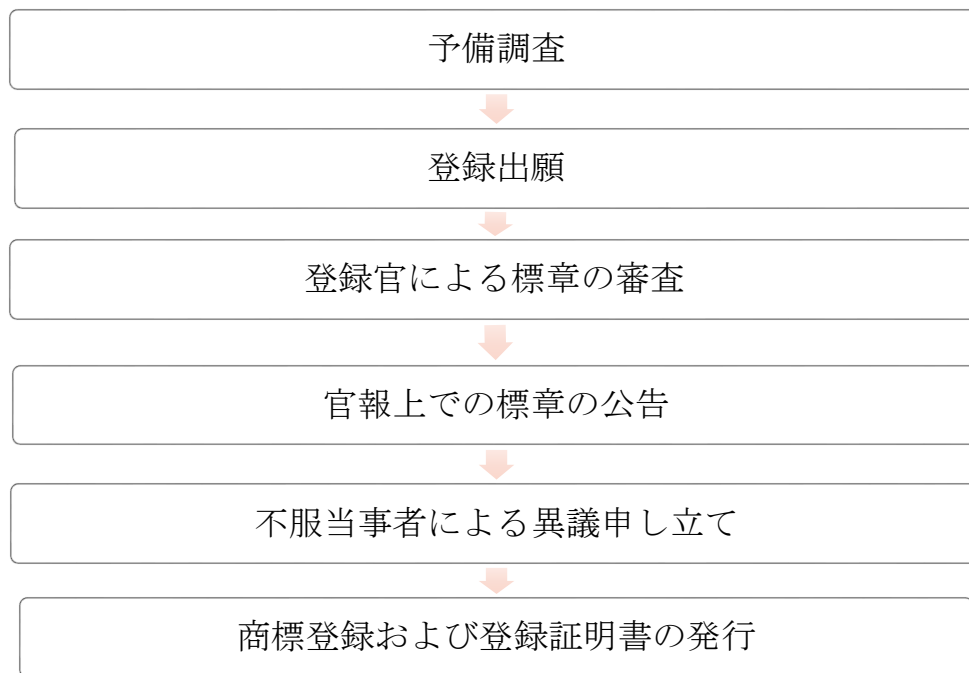 予備調査
登録出願
登録官による標章の審査
官報上での標章の公告
不服当事者による異議申し立て
商標登録および登録証明書の発行